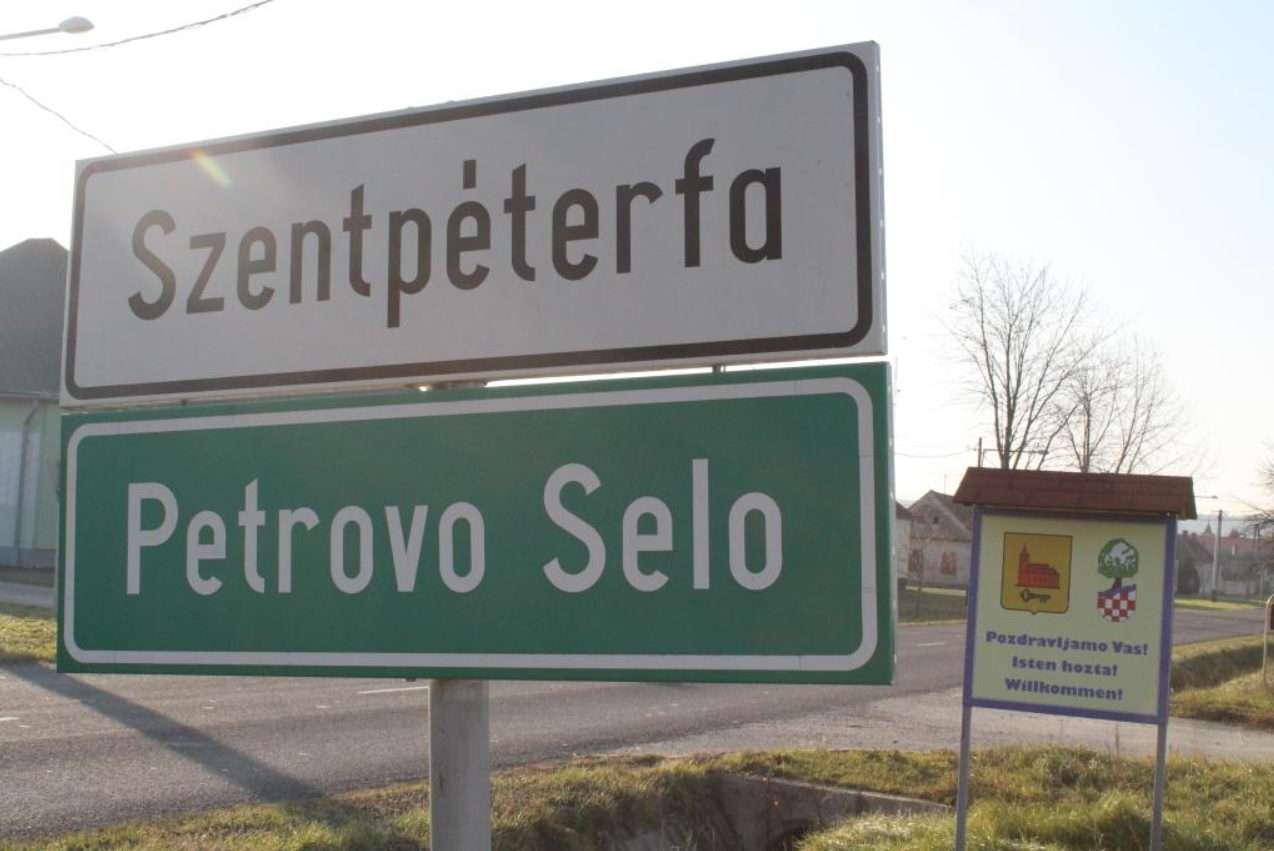 Szentpéterfa
Petrovo Selo
Pozdravljamo Vas!
Isten hozta!
Willkommen!